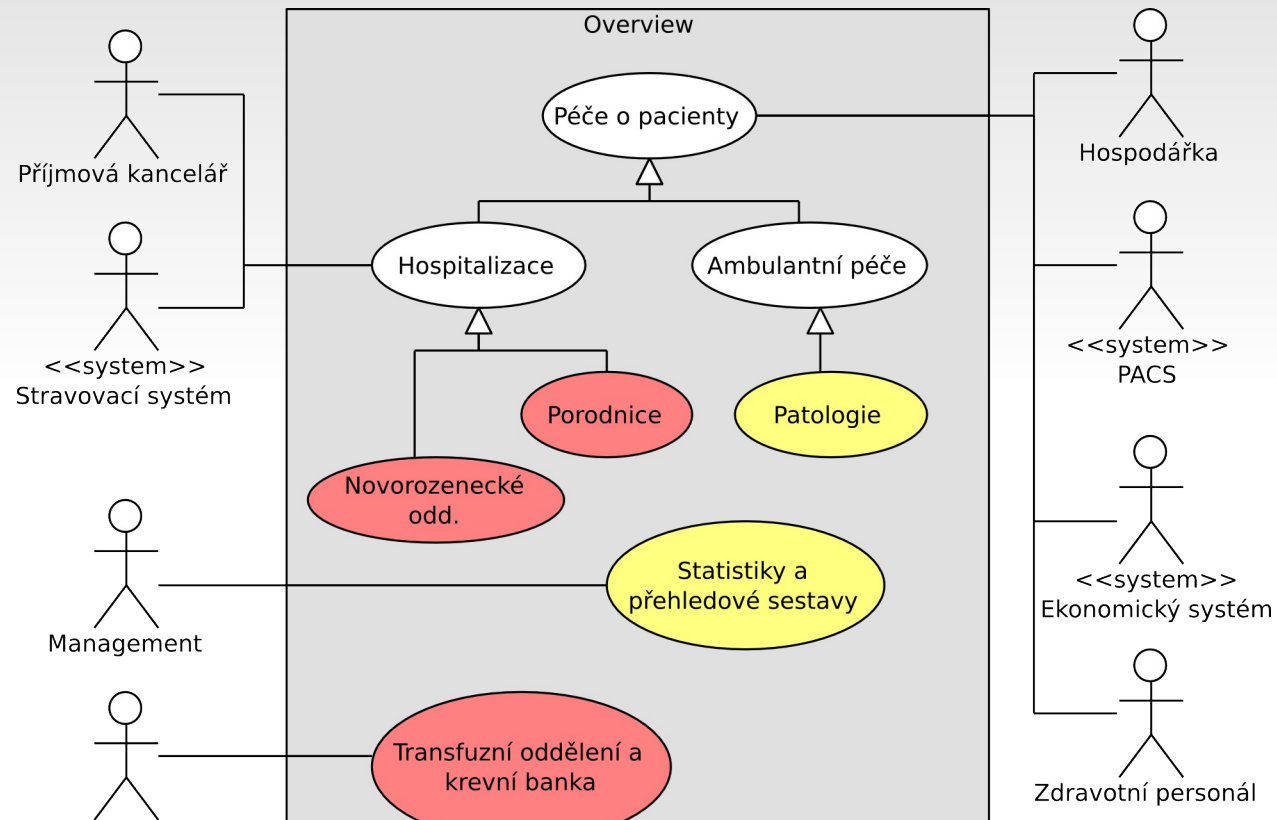 Overview
Péče o pacienty
Příjmová kancelář
Hospodářka
Hospitalizace
Ambulantní péče
<<system>>
Stravovací systém
<<system>>
PACS
Porodnice
Patologie
Novorozenecké
odd.
Statistiky a
přehledové sestavy
<<system>>
Ekonomický systém
Management
Transfuzní oddělení a
krevní banka
Zdravotní personál